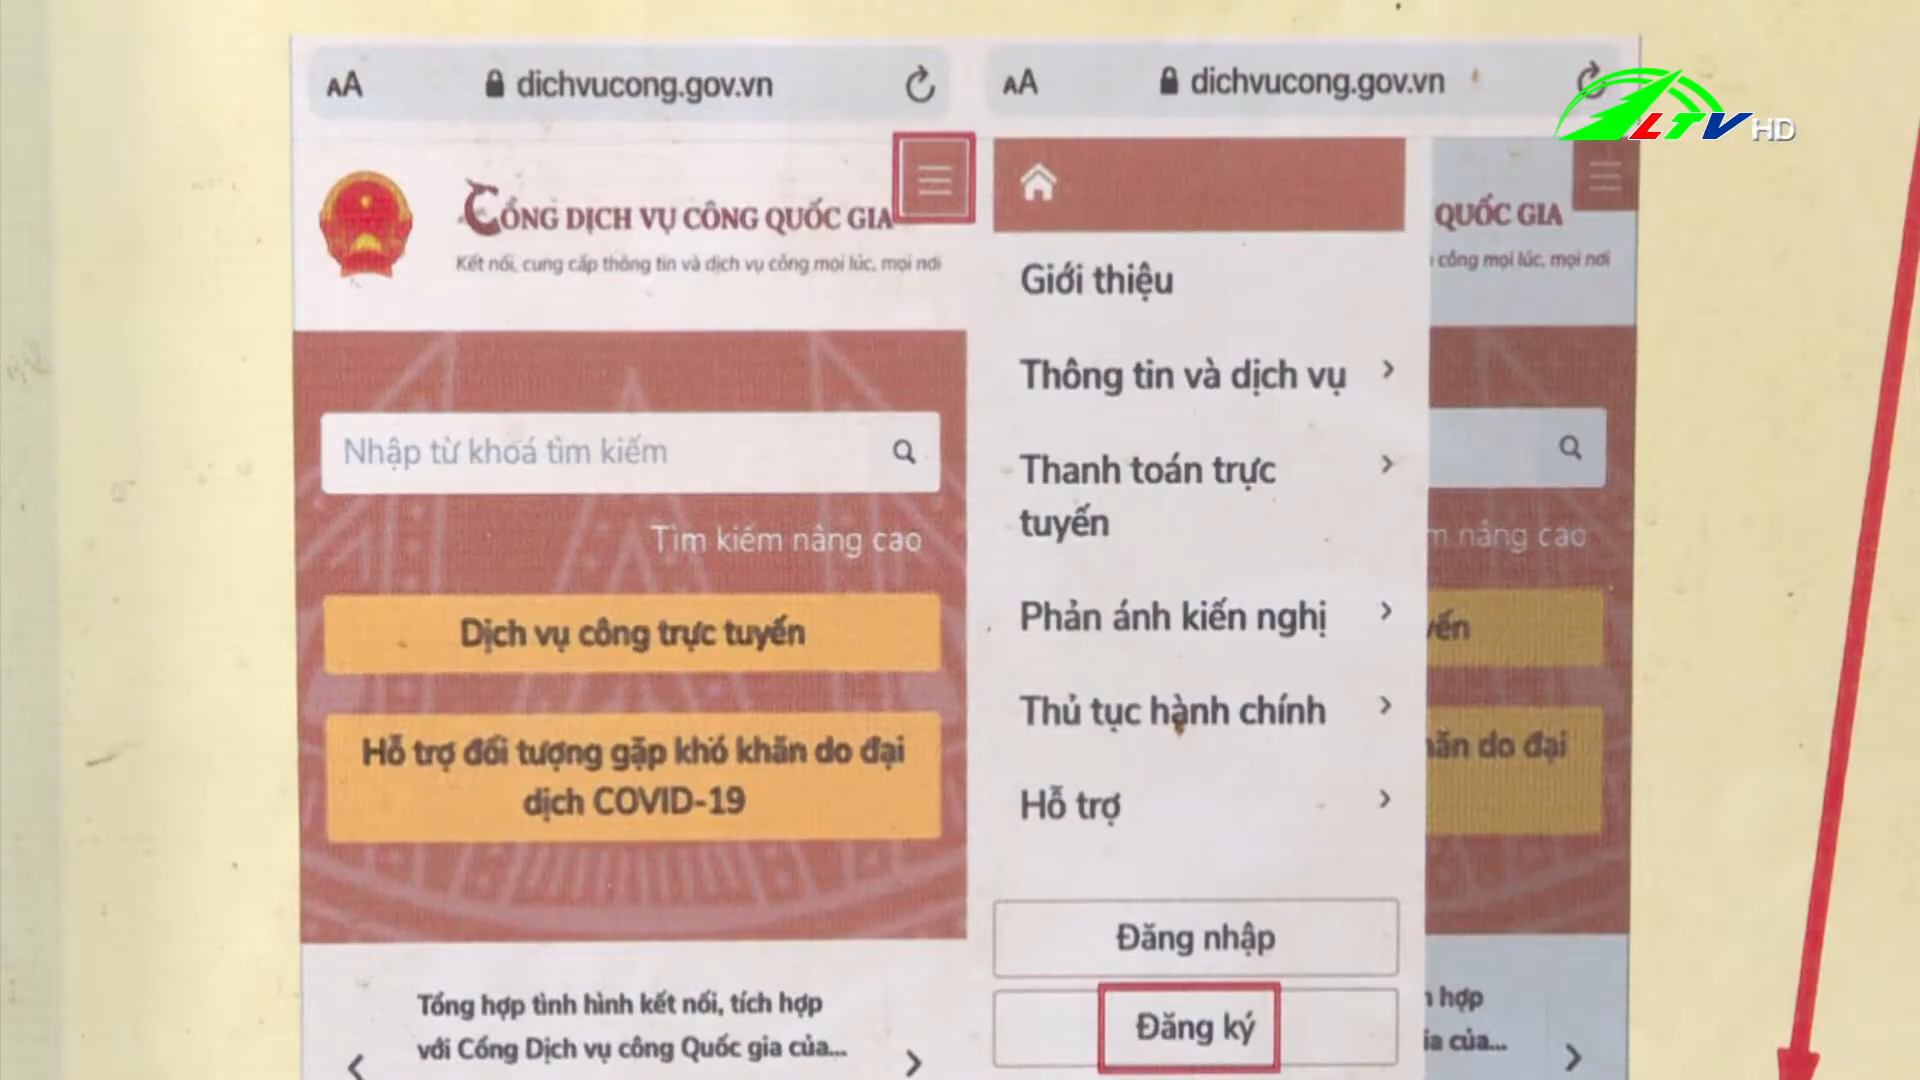 AA dichvucong.gov.vn
CỔNG DỊCH VỤ CÔNG QUỐC GIA
Kết nối, cung cấp thông tin và dịch vụ công mọi lúc, mọi nơi
Nhập từ khoá tìm kiếm
Tìm kiếm nâng cao
Dịch vụ công trực tuyến
Hỗ trợ đối tượng gặp khó khăn do đại
dịch COVID-19
Tổng hợp tình hình kết nối, tích hợp
với Cổng Dịch vụ công Quốc gia của...
AA dichvucong.gov.vn
Giới thiệu
Thông tin và dịch vụ
Thanh toán trực
tuyến
Phản ánh kiến nghị
Thủ tục hành chính
Hỗ trợ
Đăng nhập
Đăng ký
QUỐC GIA
công mọi lúc, mọi nơi
nâng cao
do đại
hợp
của...
LTV HD